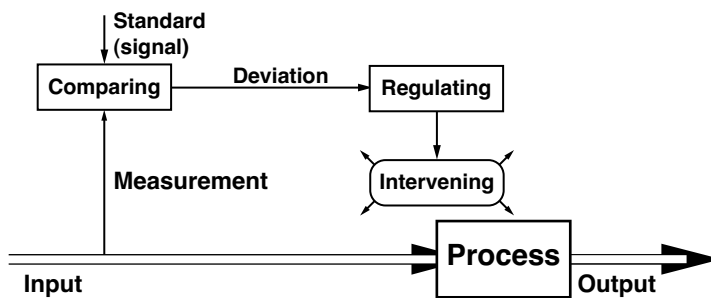 Standard
(signal)
Comparing
Deviation
Regulating
Measurement
Intervening
Process
Input
Output